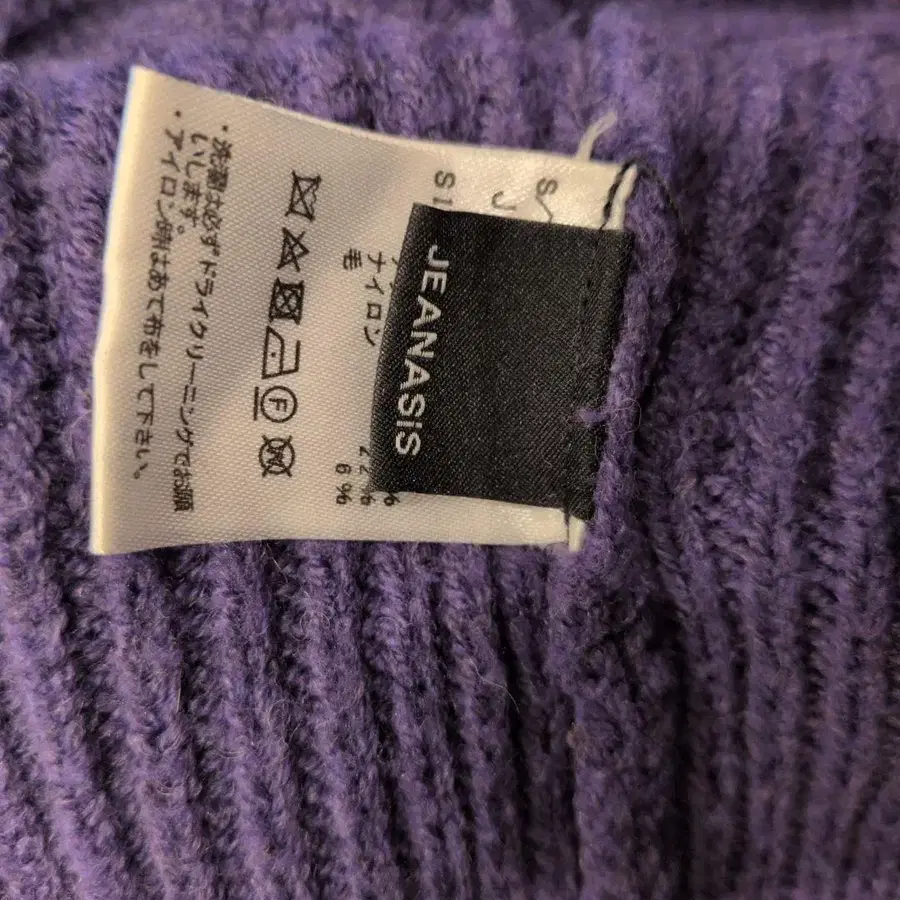 JEANASIS
ナイロン 22%
毛 6%
・洗濯は必ずドライクリーニングでお願
いします。
・アイロン掛はあて布をして下さい。
F